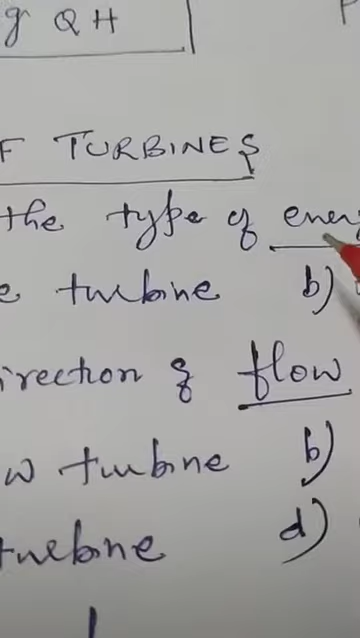 g QH
F TURBINES
the type of ener
e turbine b)
irection of flow
w turbine b)
turbine d)